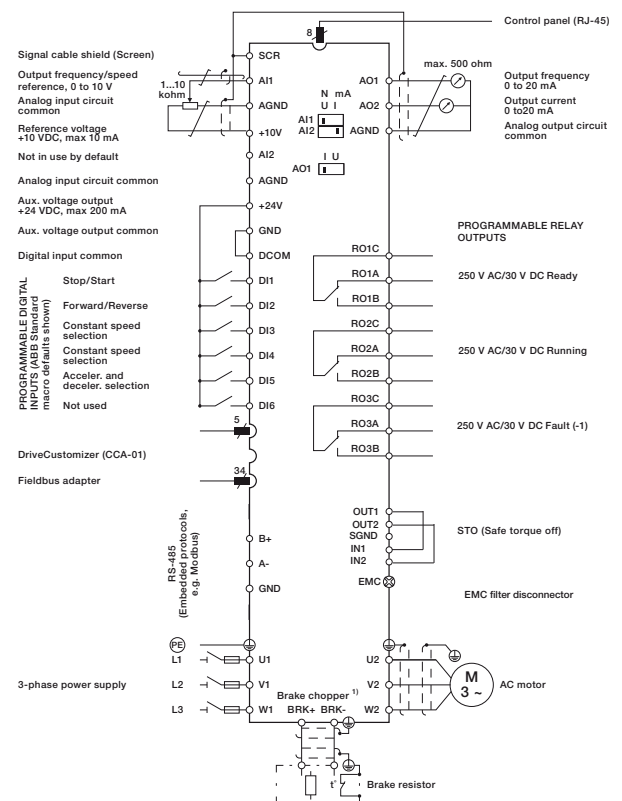 8
Control panel (RJ-45)
Signal cable shield (Screen)
SCR
max. 500 ohm
Output frequency/speed
reference, 0 to 10 V
1...10
kohm
AI1
AO1
Output frequency
0 to 20 mA
Analog input circuit
common
AGND
N mA
U I
AO2
Output current
0 to20 mA
AI1
AI2
Reference voltage
+10 VDC, max 10 mA
+10V
AGND
Analog output circuit
common
Not in use by default
AI2
I U
AO1
Analog input circuit common
AGND
Aux. voltage output
+24 VDC, max 200 mA
+24V
PROGRAMMABLE RELAY
OUTPUTS
Aux. voltage output common
GND
Digital input common
DCOM
RO1C
PROGRAMMABLE DIGITAL
INPUTS (ABB Standard
macro defaults shown)
Stop/Start
DI1
RO1A
250 V AC/30 V DC Ready
Forward/Reverse
DI2
RO1B
Constant speed
selection
DI3
RO2C
Constant speed
selection
DI4
RO2A
250 V AC/30 V DC Running
Acceler. and
deceler. selection
DI5
RO2B
Not used
DI6
RO3C
5
RO3A
250 V AC/30 V DC Fault (-1)
DriveCustomizer (CCA-01)
RO3B
34
Fieldbus adapter
OUT1
OUT2
SGND
IN1
IN2
STO (Safe torque off)
RS-485
(Embedded protocols,
e.g. Modbus)
B+
A-
GND
EMC
EMC filter disconnector
PE
L1
U1
U2
3-phase power supply
L2
V1
V2
M
3 ~
AC motor
Brake chopper 1)
L3
W1
BRK+ BRK-
W2
t°
Brake resistor